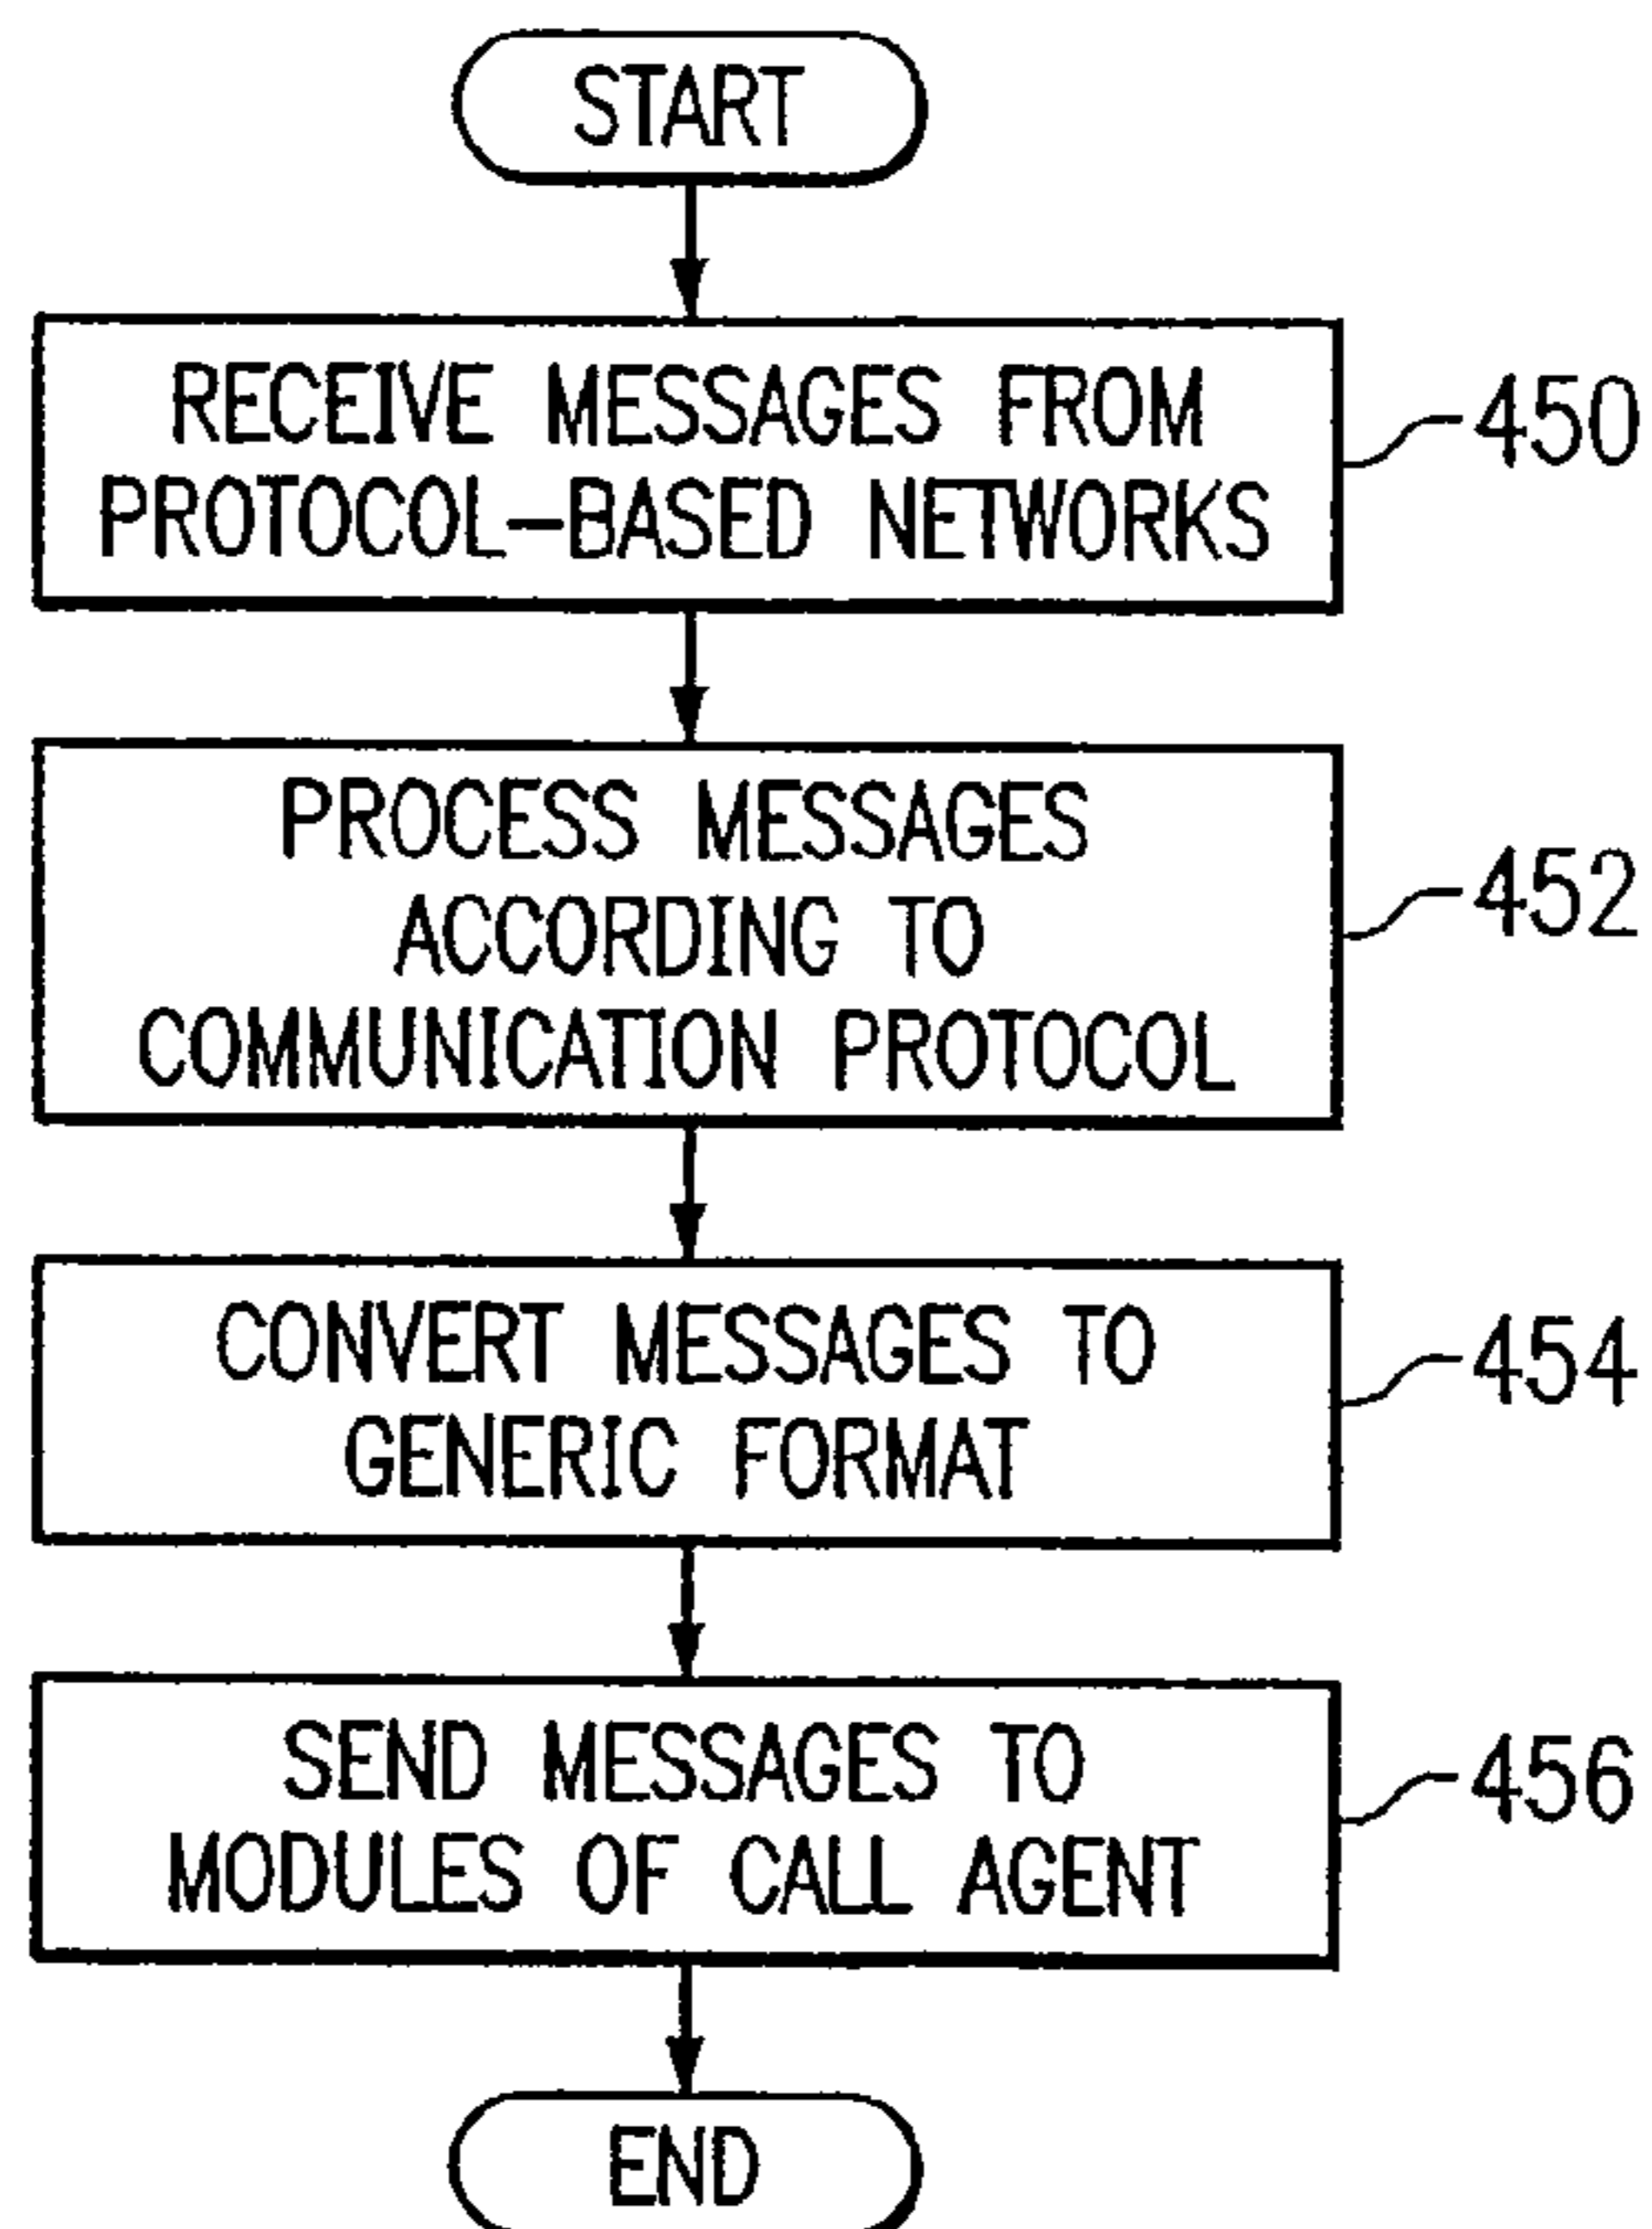 START
RECEIVE MESSAGES FROM
PROTOCOL-BASED NETWORKS
450
PROCESS MESSAGES
ACCORDING TO
COMMUNICATION PROTOCOL
452
CONVERT MESSAGES TO
GENERIC FORMAT
454
SEND MESSAGES TO
MODULES OF CALL AGENT
456
END